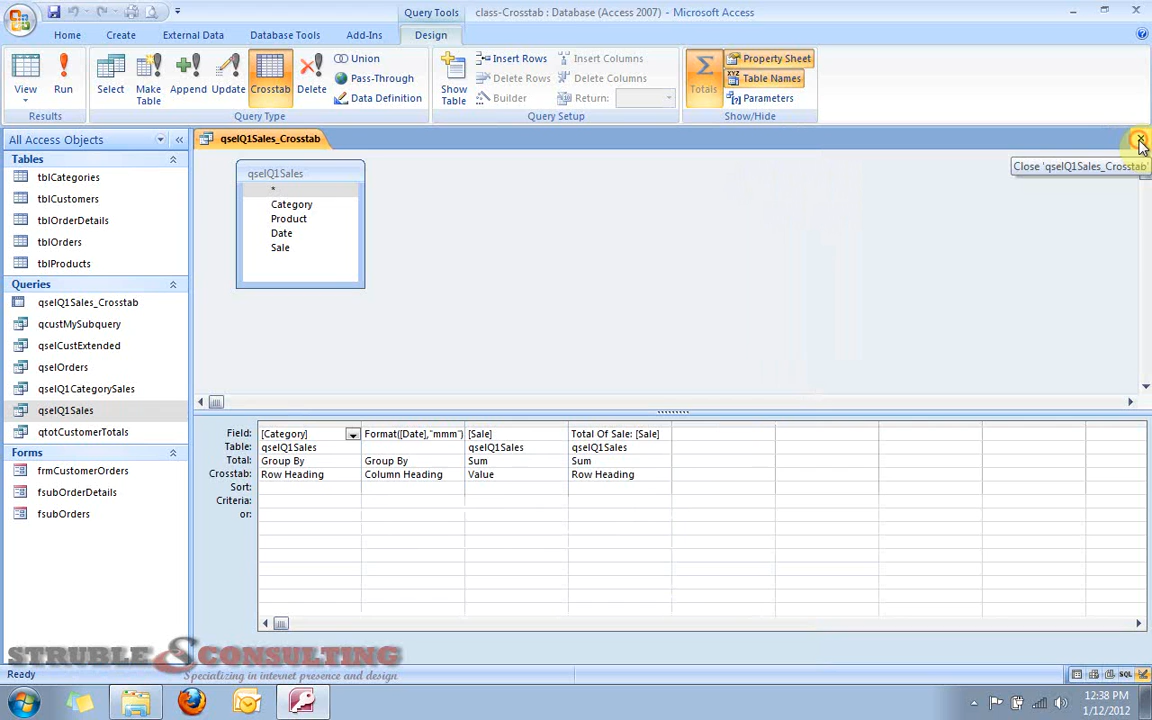 Query Tools
class-Crosstab : Database (Access 2007) - Microsoft Access
Home
Create
External Data
Database Tools
Add-Ins
Design
View
Run
Results
Select
Make
Table
Append
Update
Crosstab
Delete
Union
Pass-Through
Data Definition
Query Type
Show
Table
Insert Rows
Delete Rows
Builder
Insert Columns
Delete Columns
Return:
Query Setup
Totals
Property Sheet
Table Names
Parameters
Show/Hide
All Access Objects
Tables
tblCategories
tblCustomers
tblOrderDetails
tblOrders
tblProducts
Queries
qselQ1Sales_Crosstab
qcustMySubquery
qselCustExtended
qselOrders
qselQ1CategorySales
qselQ1Sales
qtotCustomerTotals
Forms
frmCustomerOrders
fsubOrderDetails
fsubOrders
qselQ1Sales_Crosstab
Close 'qselQ1Sales_Crosstab'
qselQ1Sales
*
Category
Product
Date
Sale
Field: [Category] Format([Date],"mmm") [Sale] Total Of Sale: [Sale]
Table: qselQ1Sales qselQ1Sales qselQ1Sales
Total: Group By Group By Sum Sum
Crosstab: Row Heading Column Heading Value Row Heading
Sort:
Criteria:
or:
STRUBLE CONSULTING
Specializing in internet presence and design
Ready
SQL
12:38 PM
1/12/2012